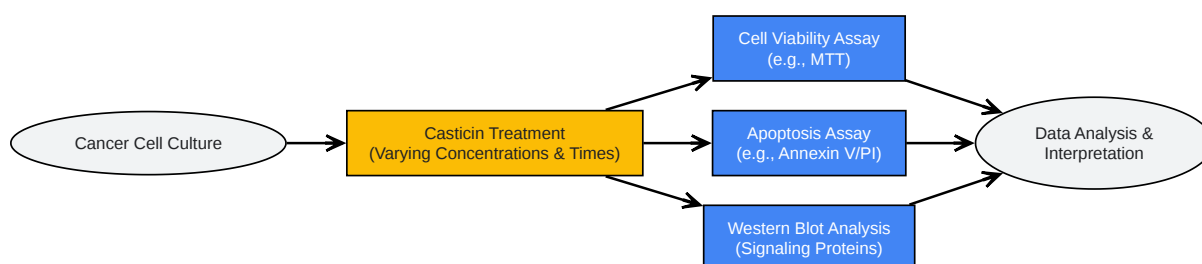 Cancer Cell Culture
Casticin Treatment
(Varying Concentrations & Times)
Cell Viability Assay
(e.g., MTT)
Apoptosis Assay
(e.g., Annexin V/PI)
Western Blot Analysis
(Signaling Proteins)
Data Analysis &
Interpretation